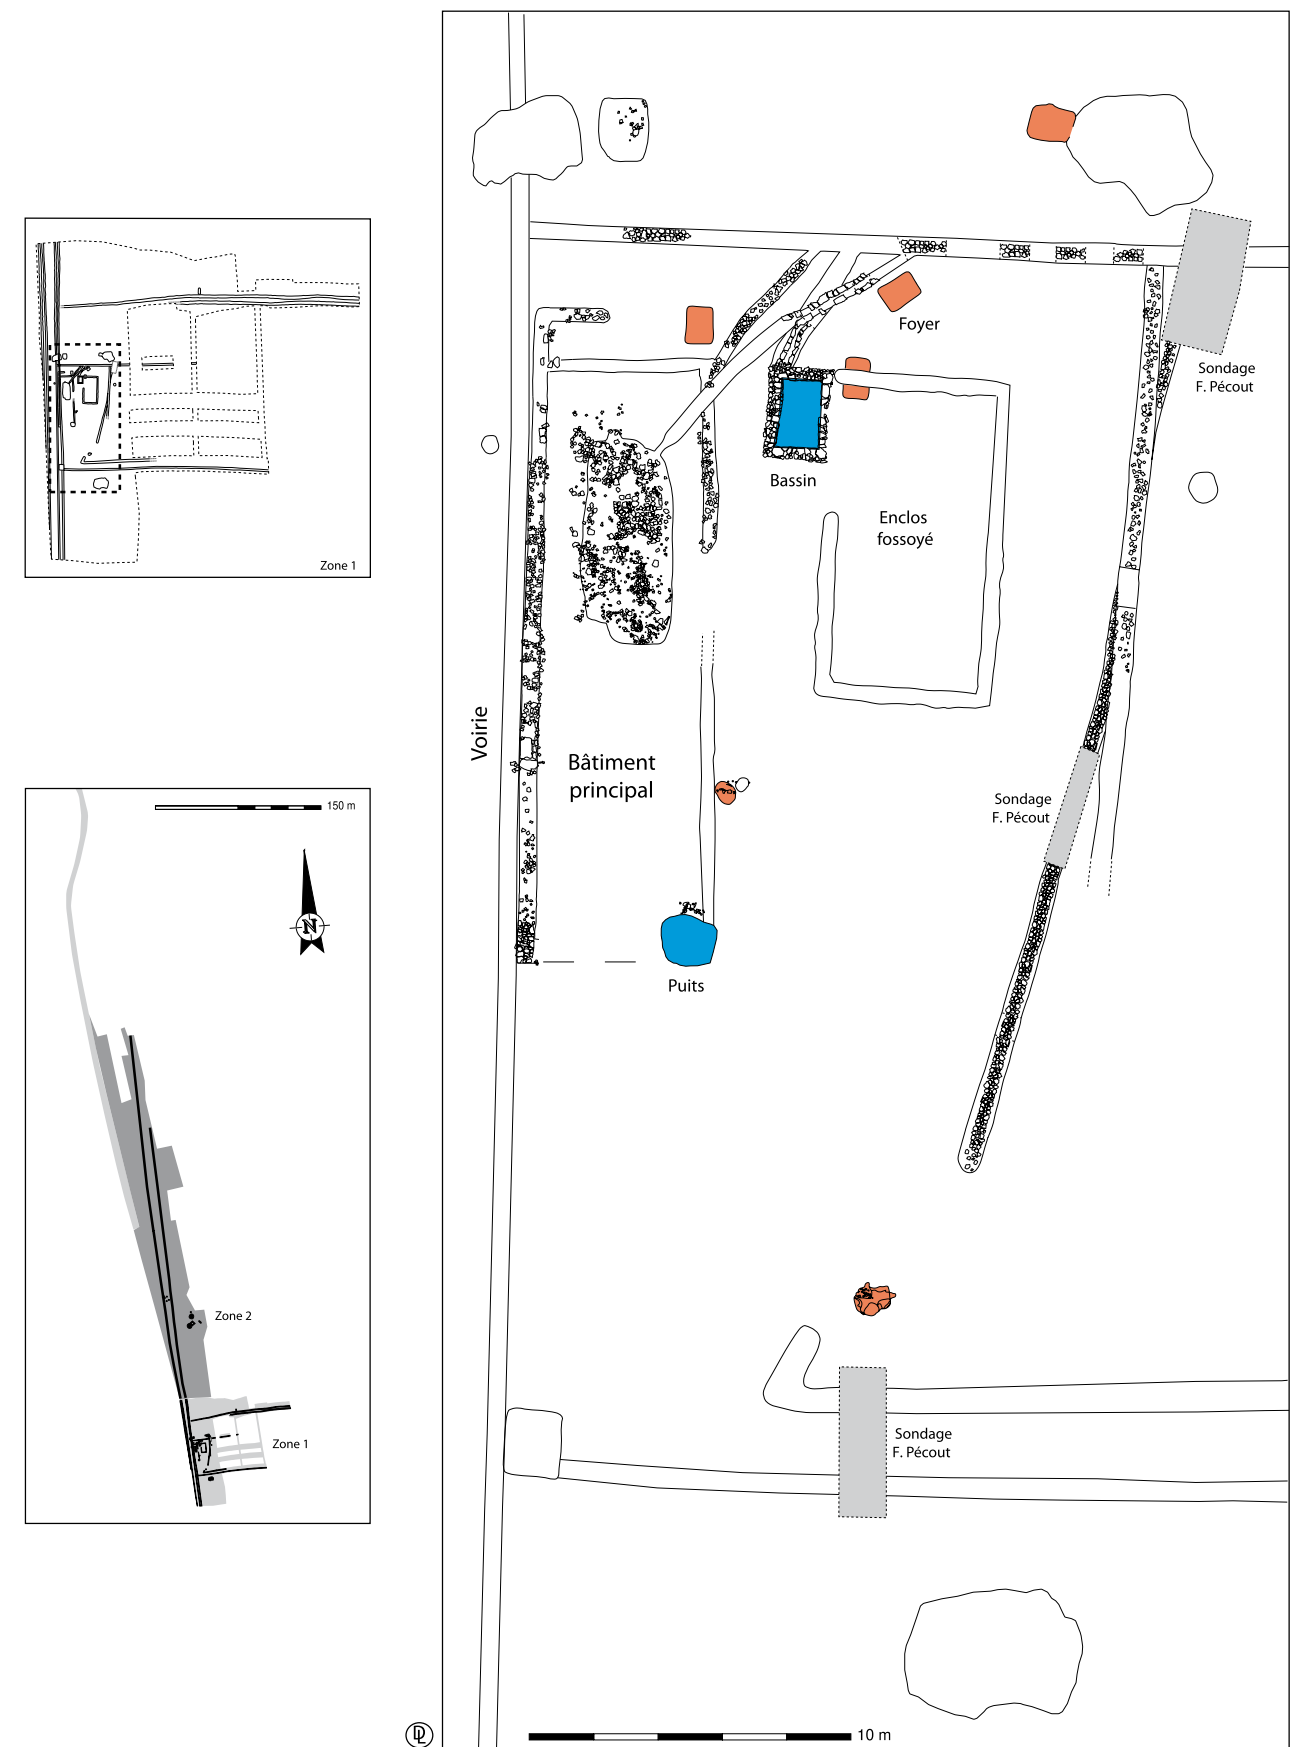 Zone 1
150 m
N
Zone 2
Zone 1
Foyer
Sondage
F. Pécout
Bassin
Enclos
fossoyé
Voirie
Bâtiment
principal
Sondage
F. Pécout
Puits
Sondage
F. Pécout
10 m